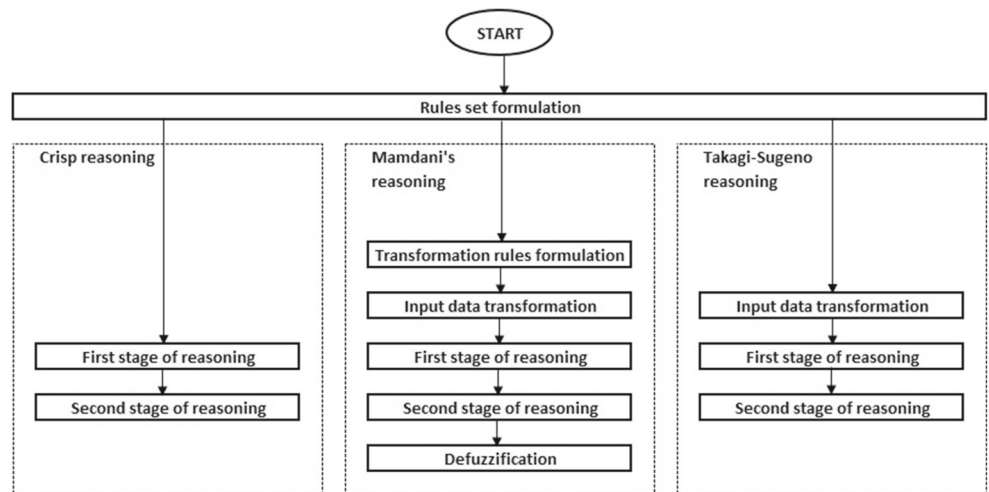 START
Rules set formulation
Crisp reasoning
First stage of reasoning
Second stage of reasoning
Mamdani's
reasoning
Transformation rules formulation
Input data transformation
First stage of reasoning
Second stage of reasoning
Defuzzification
Takagi-Sugeno
reasoning
Input data transformation
First stage of reasoning
Second stage of reasoning